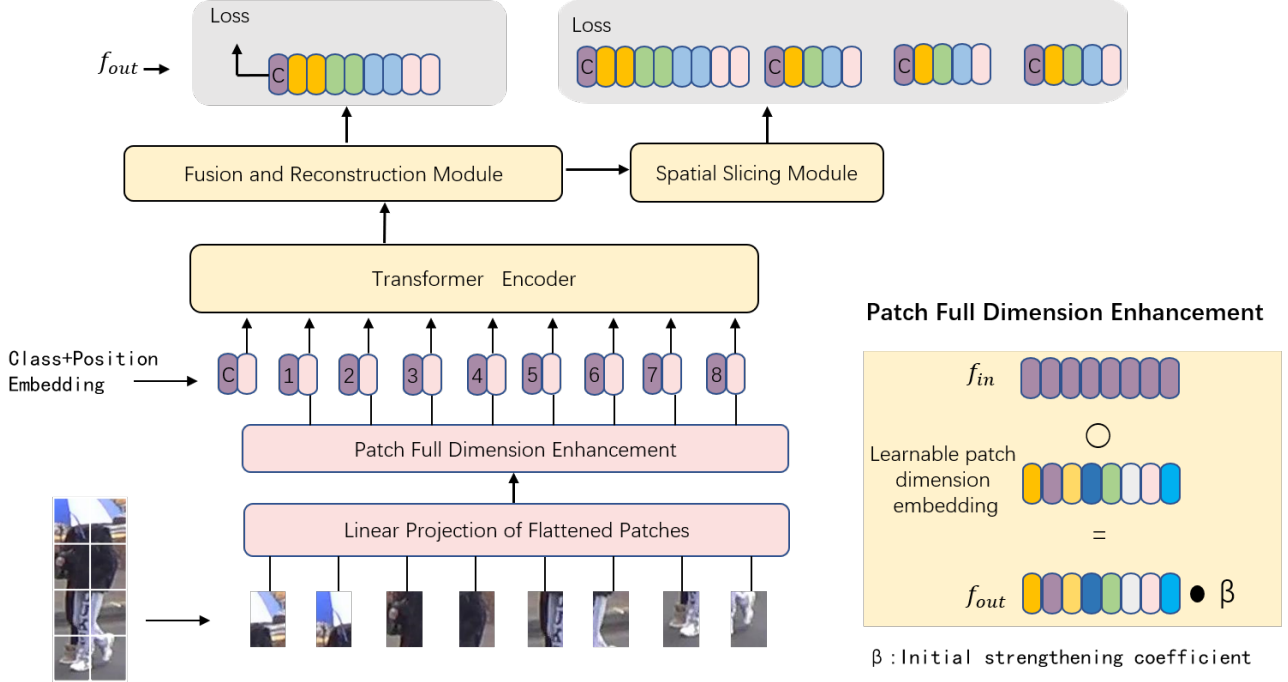 Loss
Loss
f_out
C
C
C
C
C
Fusion and Reconstruction Module
Spatial Slicing Module
Transformer Encoder
Class+Position
Embedding
C 1 2 3 4 5 6 7 8
Patch Full Dimension Enhancement
Linear Projection of Flattened Patches
Patch Full Dimension Enhancement
f_in
Learnable patch
dimension
embedding
=
f_out
β
β:Initial strengthening coefficient